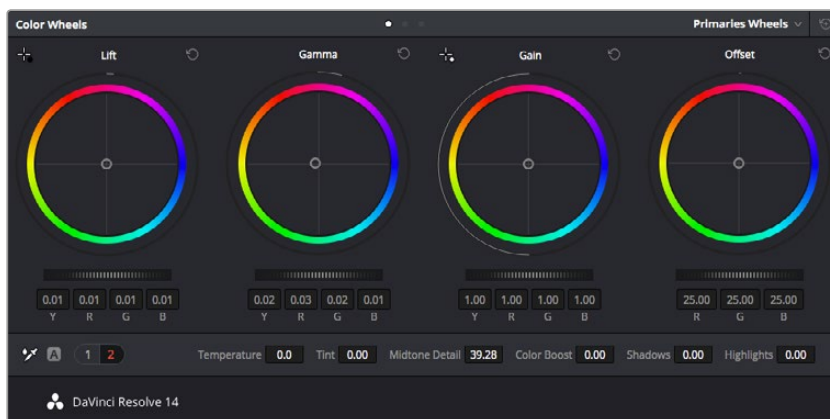 Color Wheels Primaries Wheels
Lift Gamma Gain Offset
0.01 0.01 0.01 0.01 0.02 0.03 0.02 0.01 1.00 1.00 1.00 1.00 25.00 25.00 25.00
Y R G B Y R G B Y R G B R G B
A 1 2 Temperature 0.0 Tint 0.00 Midtone Detail 39.28 Color Boost 0.00 Shadows 0.00 Highlights 0.00
DaVinci Resolve 14